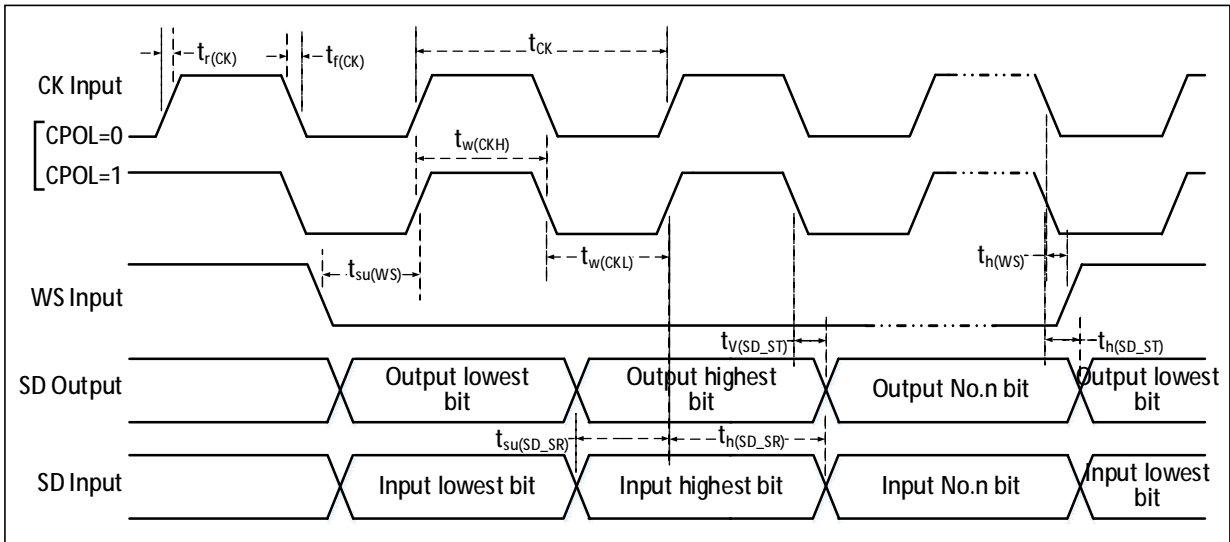 tr(CK)
tf(CK)
tCK
CK Input
CPOL=0
tw(CKH)
CPOL=1
tsu(WS)
tw(CKL)
th(WS)
WS Input
tV(SD_ST)
th(SD_ST)
SD Output
Output lowest
bit
Output highest
bit
Output No.n bit
Output lowest
bit
tsu(SD_SR)
th(SD_SR)
SD Input
Input lowest bit
Input highest bit
Input No.n bit
Input lowest
bit